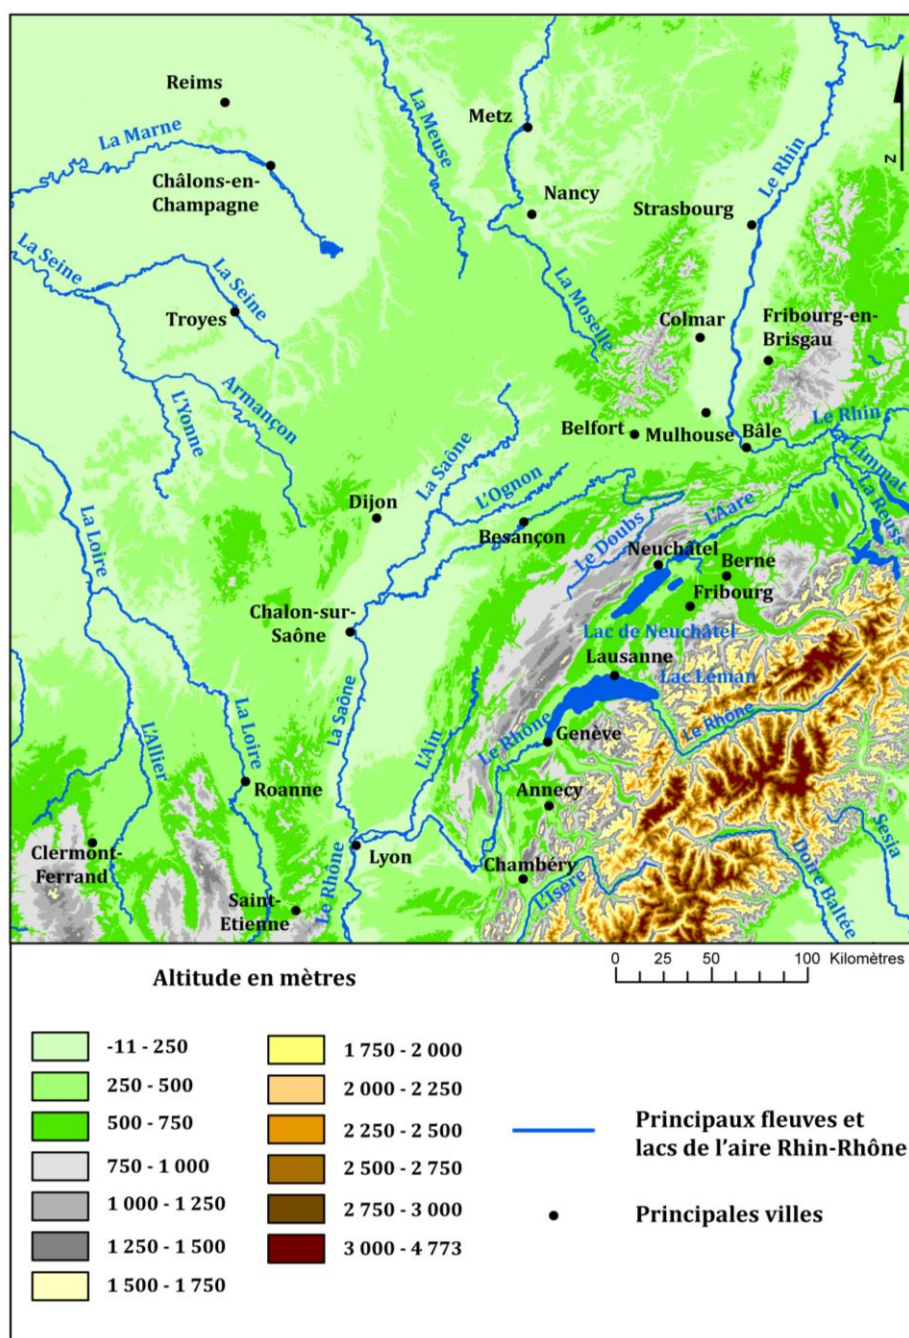 Reims
La Marne
Châlons-en-
Champagne
La Meuse
Metz
Nancy
Le Rhin
Strasbourg
N
La Seine
La Seine
Troyes
La Moselle
Colmar
Fribourg-en-
Brisgau
L'Yonne
Armançon
Belfort
Mulhouse
Bâle
Le Rhin
La Saône
L'Ognon
Limmat
La Reuss
L'Aare
Dijon
Besançon
Le Doubs
Neuchâtel
Berne
Fribourg
La Loire
Chalon-sur-
Saône
Lac de Neuchâtel
Lausanne
Lac Léman
La Saône
L'Ain
Le Rhône
Genève
Le Rhône
L'Allier
La Loire
Roanne
Annecy
Clermont-
Ferrand
Lyon
Chambéry
L'Isère
Doire Baltée
Sesia
Saint-
Etienne
Le Rhône
Altitude en mètres
0 25 50 100 Kilomètres
-11 - 250
250 - 500
500 - 750
750 - 1 000
1 000 - 1 250
1 250 - 1 500
1 500 - 1 750
1 750 - 2 000
2 000 - 2 250
2 250 - 2 500
2 500 - 2 750
2 750 - 3 000
3 000 - 4 773
Principaux fleuves et
lacs de l'aire Rhin-Rhône
Principales villes